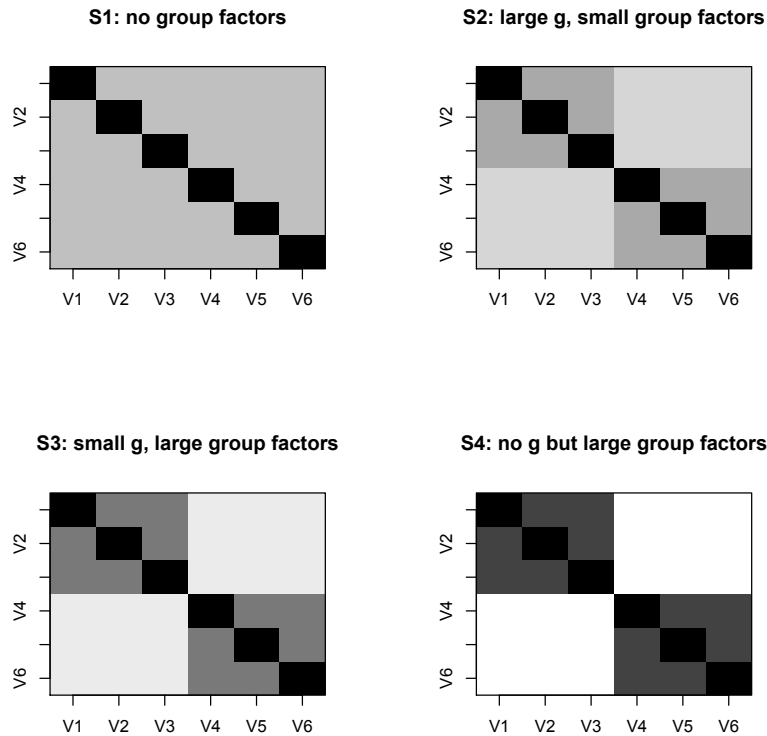 S1: no group factors
V2
V4
V6
V1 V2 V3 V4 V5 V6
S2: large g, small group factors
V2
V4
V6
V1 V2 V3 V4 V5 V6
S3: small g, large group factors
V2
V4
V6
V1 V2 V3 V4 V5 V6
S4: no g but large group factors
V2
V4
V6
V1 V2 V3 V4 V5 V6